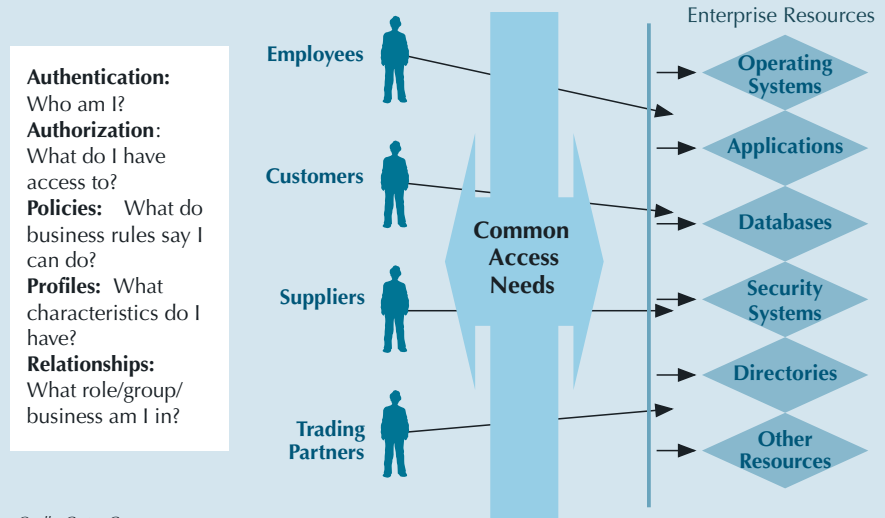 Enterprise Resources
Authentication:
Who am I?
Authorization:
What do I have
access to?
Policies: What do
business rules say I
can do?
Profiles: What
characteristics do I
have?
Relationships:
What role/group/
business am I in?
Employees
Customers
Suppliers
Trading
Partners
Common
Access
Needs
Operating
Systems
Applications
Databases
Security
Systems
Directories
Other
Resources